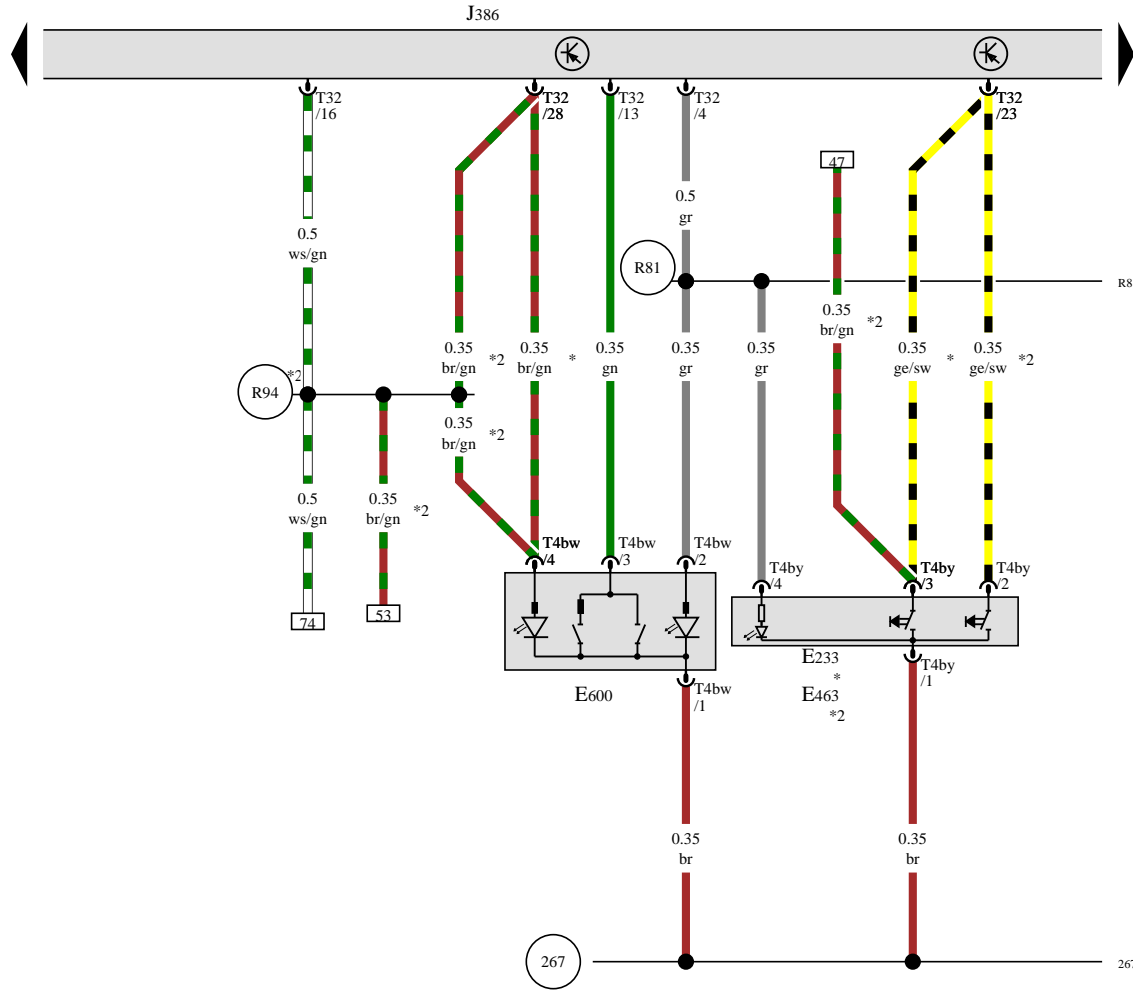 J386
T32
/16
T32
/28
T32
/13
T32
/4
T32
/23
47
0.5
gr
0.5
ws/gn
R81
R8
0.35
br/gn
*2
0.35
br/gn
*2
0.35
br/gn
*
0.35
gn
0.35
gr
0.35
gr
0.35
ge/sw
*
0.35
ge/sw
*2
R94
*2
0.35
br/gn
*2
0.5
ws/gn
0.35
br/gn
*2
T4bw
/4
T4bw
/3
T4bw
/2
T4by
/4
T4by
/3
T4by
/2
74
53
E600
T4bw
/1
E233
*
E463
*2
T4by
/1
0.35
br
0.35
br
267
267